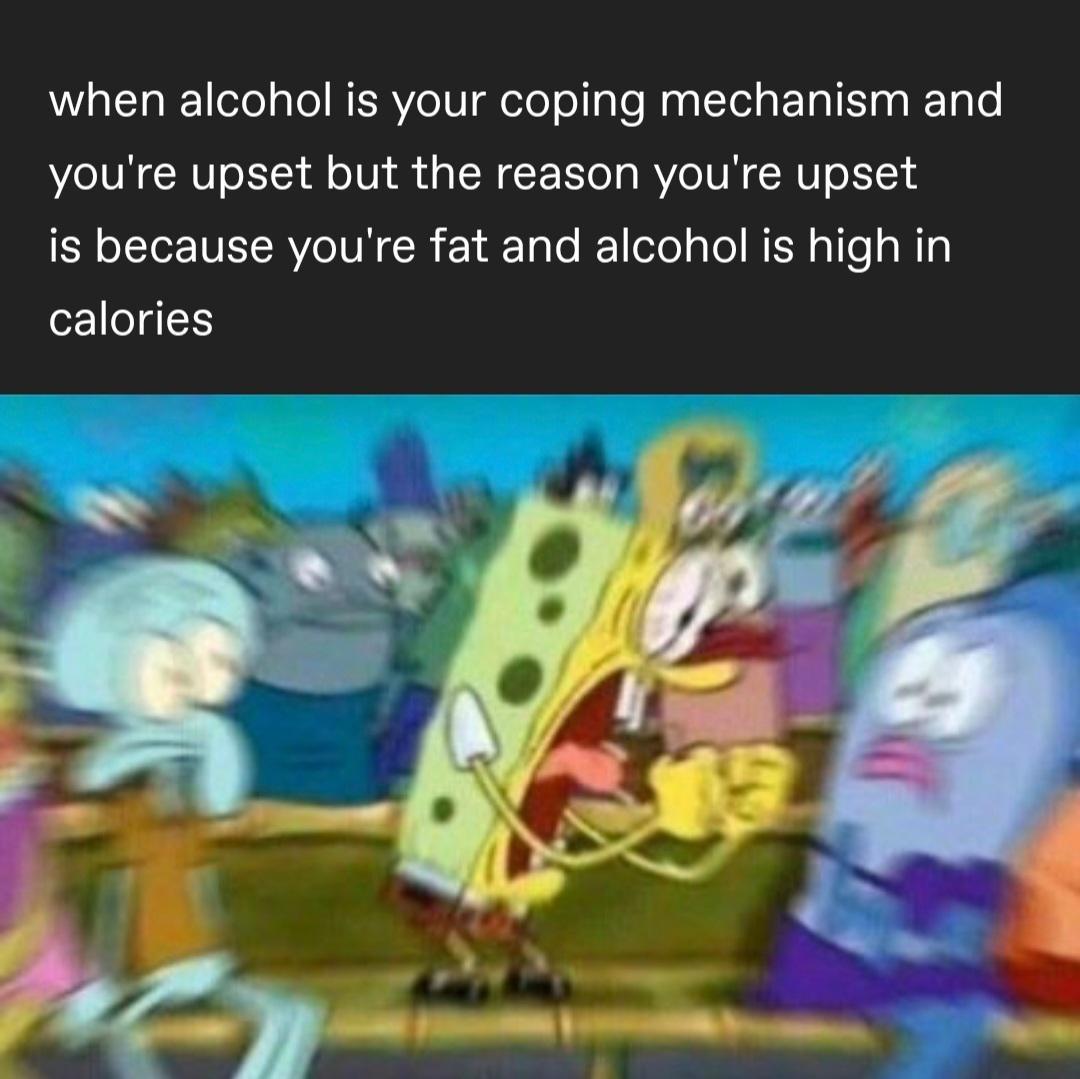 when alcohol is your coping mechanism and
you're upset but the reason you're upset
is because you're fat and alcohol is high in
calories